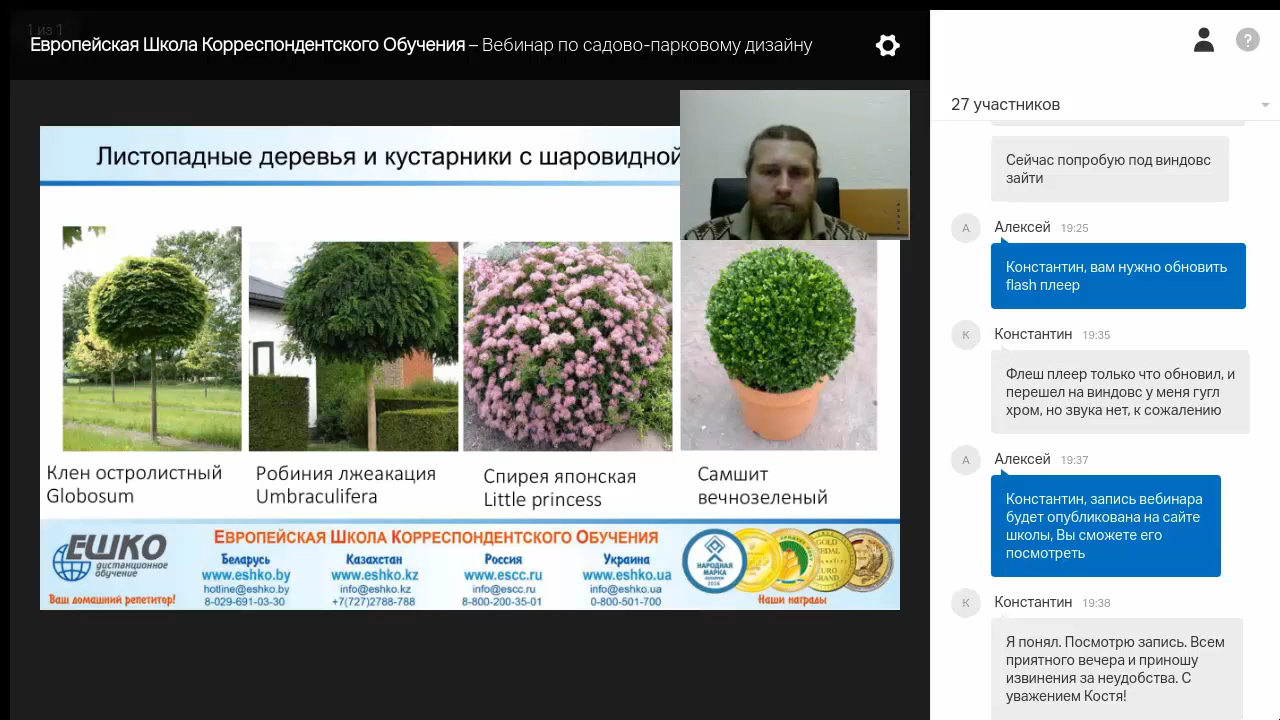 1 из 1
Европейская Школа Корреспондентского Обучения – Вебинар по садово-парковому дизайну
Листопадные деревья и кустарники с шаровидной
Клен остролистный
Globosum
Робиния лжеакация
Umbraculifera
Спирея японская
Little princess
Самшит
вечнозеленый
ЕШКО
дистанционное
обучение
Ваш домашний репетитор!
Европейская Школа Корреспондентского Обучения
Беларусь
www.eshko.by
hotline@eshko.by
8-029-691-03-30
Казахстан
www.eshko.kz
info@eshko.kz
+7(727)2788-788
Россия
www.escc.ru
info@escc.ru
8-800-200-35-01
Украина
www.eshko.ua
info@eshko.ua
0-800-501-700
НАРОДНАЯ
МАРКА
2016
GOLD
MEDAL
EURO
GRAND
Наши награды
27 участников
Сейчас попробую под виндовс
зайти
А
Алексей 19:25
Константин, вам нужно обновить
flash плеер
К
Константин 19:35
Флеш плеер только что обновил, и
перешел на виндовс у меня гугл
хром, но звука нет, к сожалению
А
Алексей 19:37
Константин, запись вебинара
будет опубликована на сайте
школы, Вы сможете его
посмотреть
К
Константин 19:38
Я понял. Посмотрю запись. Всем
приятного вечера и приношу
извинения за неудобства. С
уважением Костя!